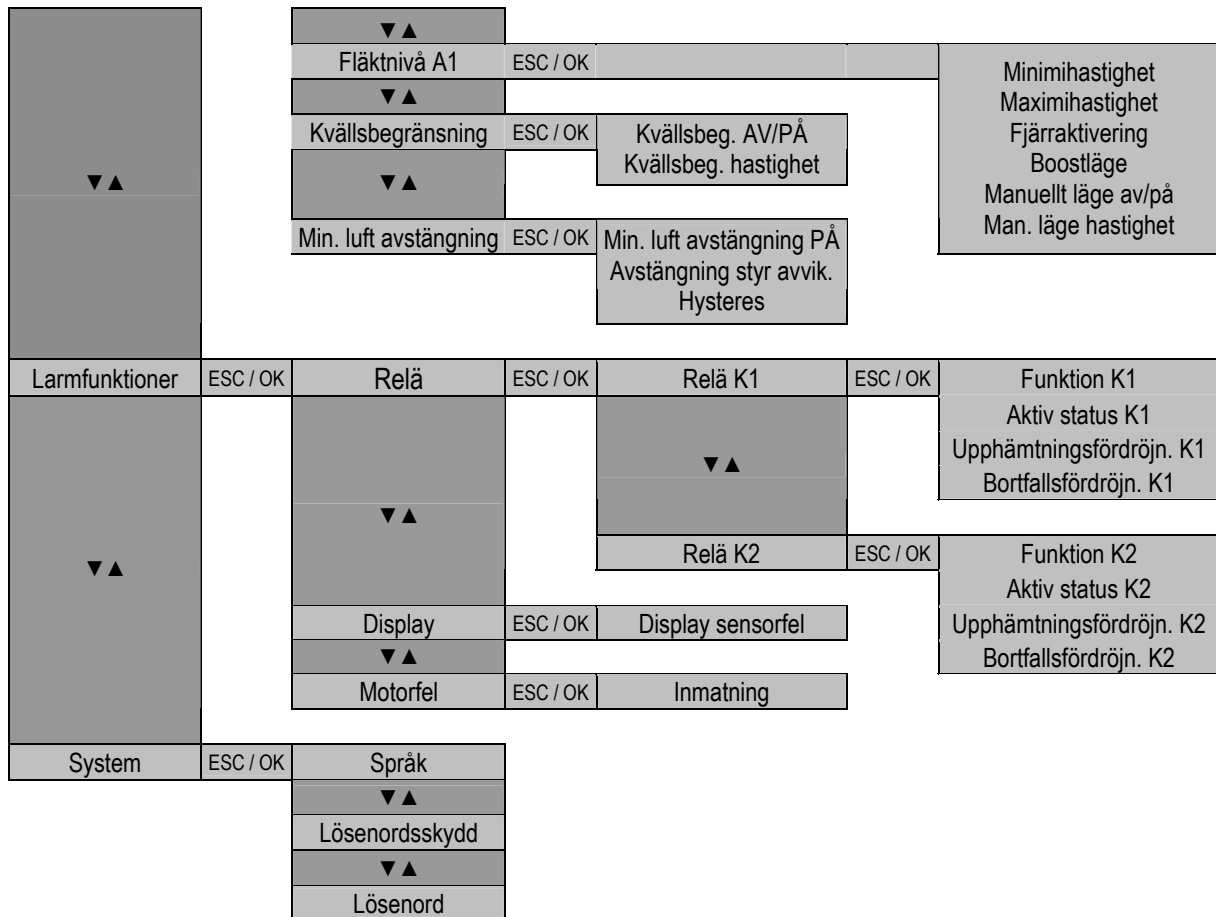 ▼▲
Fläktnivå A1 ESC / OK
▼▲
Kvällsbegränsning ESC / OK Kvällsbeg. AV/PÅ
Kvällsbeg. hastighet
▼▲
▼▲
Min. luft avstängning ESC / OK Min. luft avstängning PÅ
Avstängning styr avvik.
Hysteres
Minimihastighet
Maximihastighet
Fjärraktivering
Boostläge
Manuellt läge av/på
Man. läge hastighet
Larmfunktioner ESC / OK Relä ESC / OK Relä K1 ESC / OK Funktion K1
Aktiv status K1
Upphämtningsfördröjn. K1
Bortfallsfördröjn. K1
▼▲
▼▲
▼▲
Relä K2 ESC / OK Funktion K2
Aktiv status K2
Upphämtningsfördröjn. K2
Bortfallsfördröjn. K2
Display ESC / OK Display sensorfel
▼▲
Motorfel ESC / OK Inmatning
System ESC / OK Språk
▼▲
Lösenordsskydd
▼▲
Lösenord